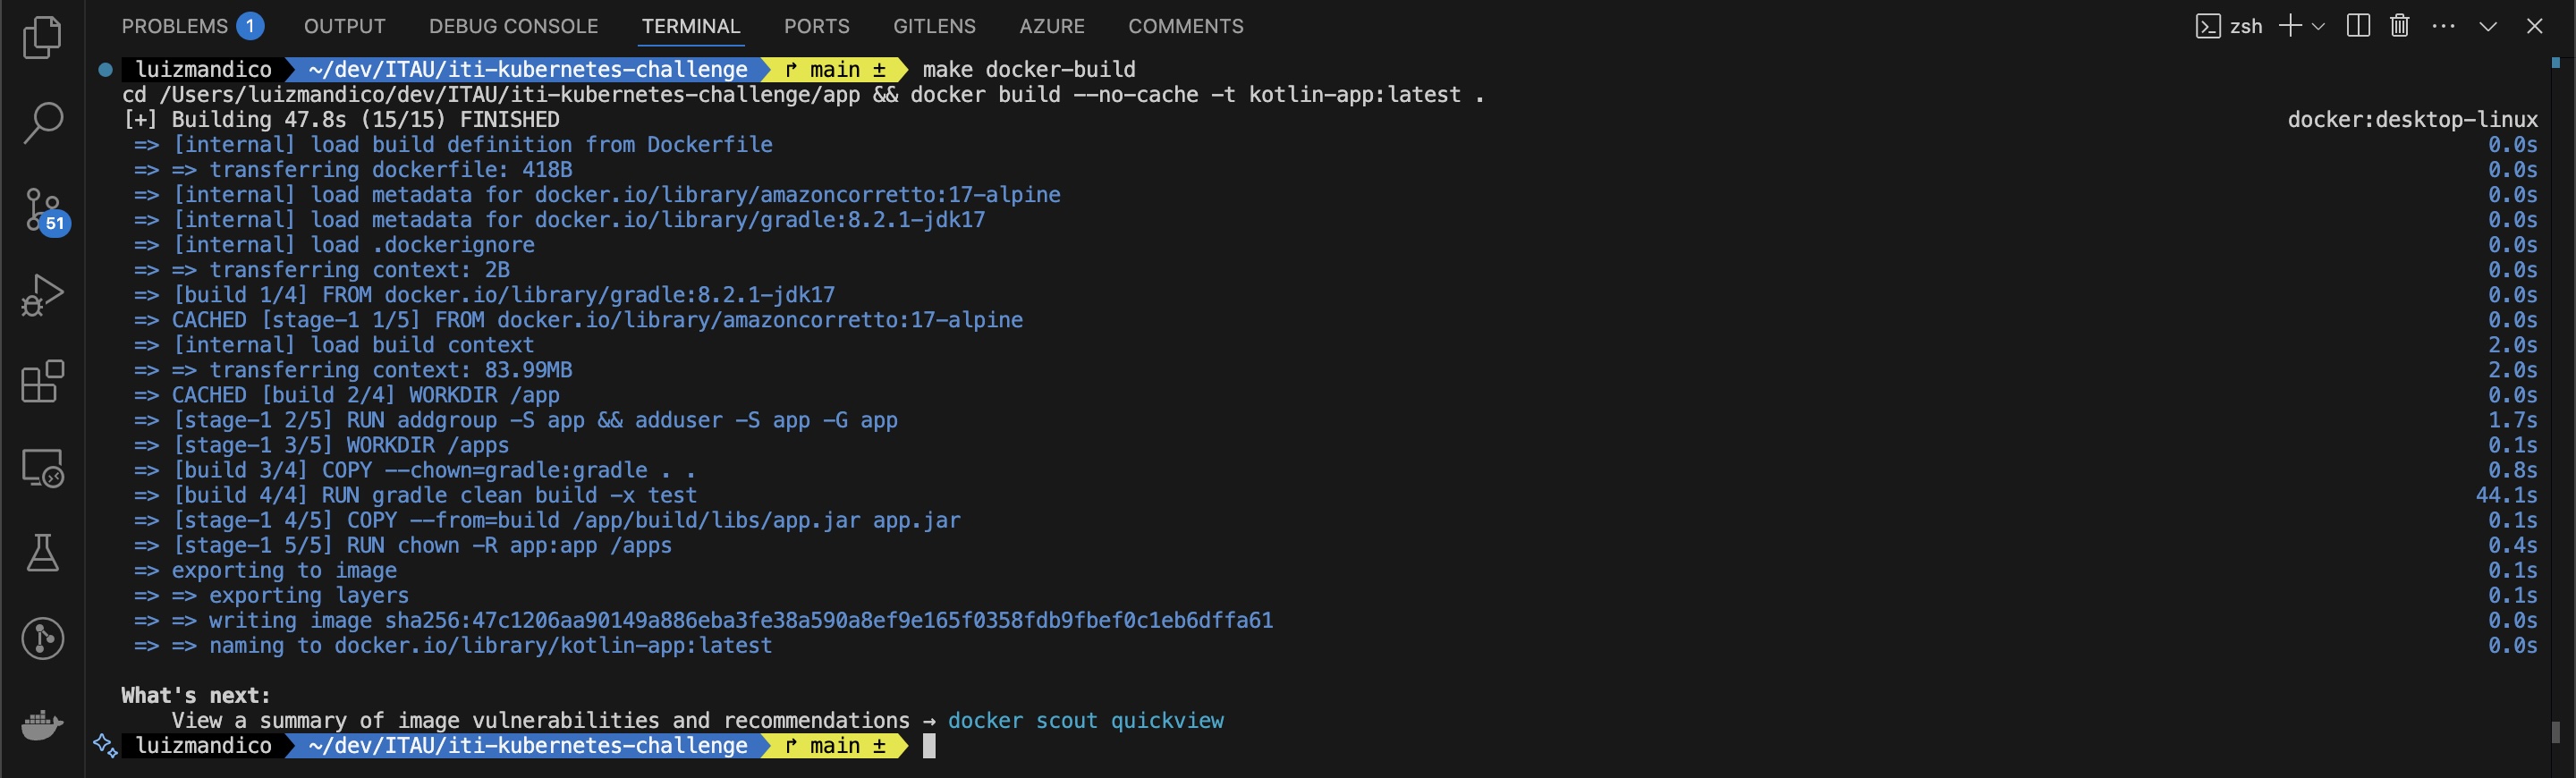 PROBLEMS 1 OUTPUT DEBUG CONSOLE TERMINAL PORTS GITLENS AZURE COMMENTS zsh
luizmandico ~/dev/ITAU/iti-kubernetes-challenge main ± make docker-build
cd /Users/luizmandico/dev/ITAU/iti-kubernetes-challenge/app && docker build --no-cache -t kotlin-app:latest .
[+] Building 47.8s (15/15) FINISHED docker:desktop-linux
=> [internal] load build definition from Dockerfile 0.0s
=> => transferring dockerfile: 418B 0.0s
=> [internal] load metadata for docker.io/library/amazoncorretto:17-alpine 0.0s
=> [internal] load metadata for docker.io/library/gradle:8.2.1-jdk17 0.0s
=> [internal] load .dockerignore 0.0s
=> => transferring context: 2B 0.0s
=> [build 1/4] FROM docker.io/library/gradle:8.2.1-jdk17 0.0s
=> CACHED [stage-1 1/5] FROM docker.io/library/amazoncorretto:17-alpine 0.0s
=> [internal] load build context 2.0s
=> => transferring context: 83.99MB 2.0s
=> CACHED [build 2/4] WORKDIR /app 0.0s
=> [stage-1 2/5] RUN addgroup -S app && adduser -S app -G app 1.7s
=> [stage-1 3/5] WORKDIR /apps 0.1s
=> [build 3/4] COPY --chown=gradle:gradle . . 0.8s
=> [build 4/4] RUN gradle clean build -x test 44.1s
=> [stage-1 4/5] COPY --from=build /app/build/libs/app.jar app.jar 0.1s
=> [stage-1 5/5] RUN chown -R app:app /apps 0.4s
=> exporting to image 0.1s
=> => exporting layers 0.1s
=> => writing image sha256:47c1206aa90149a886eba3fe38a590a8ef9e165f0358fdb9fbef0c1eb6dffa61 0.0s
=> => naming to docker.io/library/kotlin-app:latest 0.0s
What's next:
View a summary of image vulnerabilities and recommendations → docker scout quickview
luizmandico ~/dev/ITAU/iti-kubernetes-challenge main ±
51